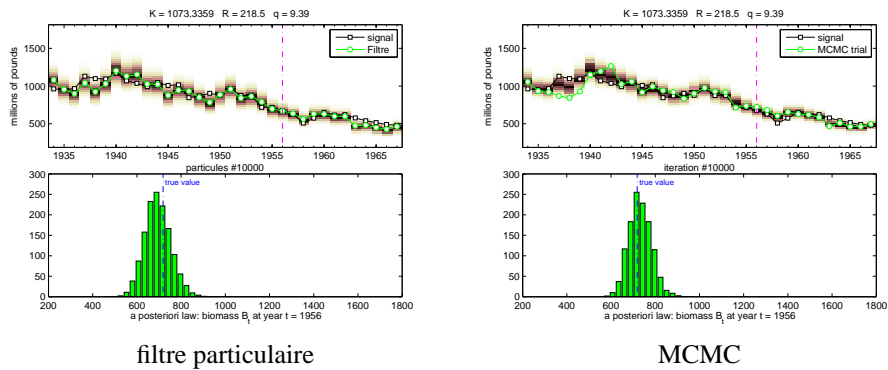 K = 1073.3359 R = 218.5 q = 9.39
millions of pounds
1500
1000
500
signal
Filtre
1935 1940 1945 1950 1955 1960 1965
particules #10000
true value
300
250
200
150
100
50
0
200 400 600 800 1000 1200 1400 1600 1800
a posteriori law: biomass Bt at year t = 1956
filtre particulaire
K = 1073.3359 R = 218.5 q = 9.39
millions of pounds
1500
1000
500
signal
MCMC trial
1935 1940 1945 1950 1955 1960 1965
iteration #10000
true value
300
250
200
150
100
50
0
200 400 600 800 1000 1200 1400 1600 1800
a posteriori law: biomass Bt at year t = 1956
MCMC